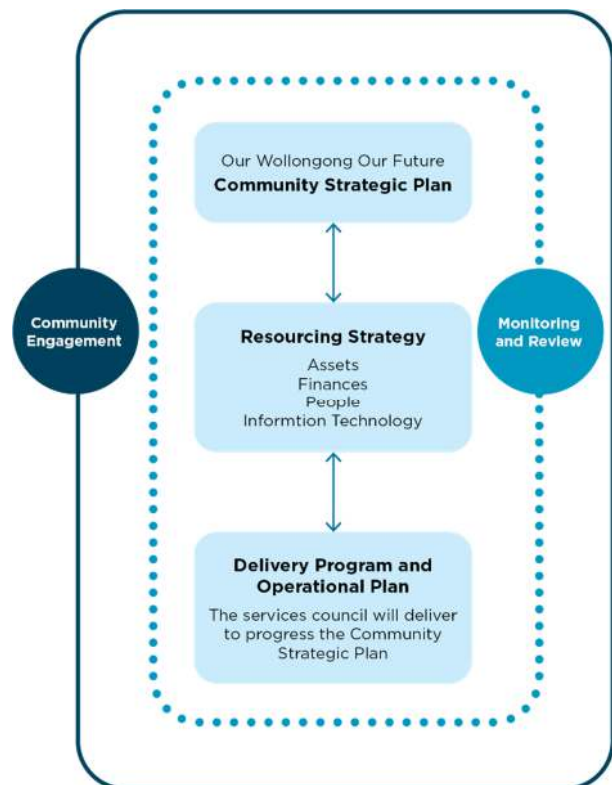 Our Wollongong Our Future
Community Strategic Plan
Community
Engagement
Resourcing Strategy
Assets
Finances
People
Informtion Technology
Monitoring
and Review
Delivery Program and
Operational Plan
The services council will deliver
to progress the Community
Strategic Plan